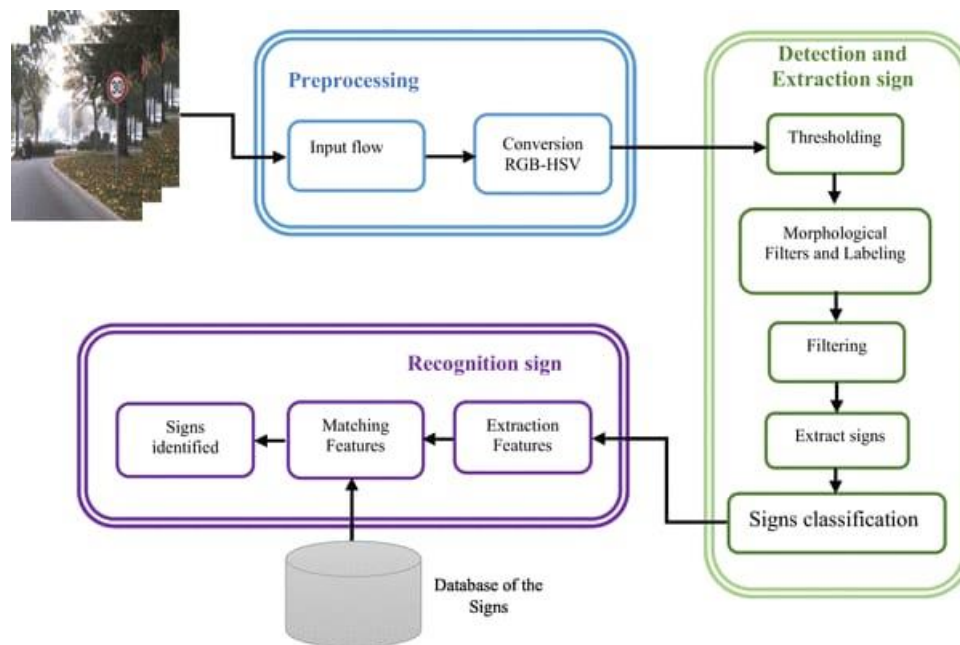 30
Preprocessing
Input flow
Conversion
RGB-HSV
Detection and
Extraction sign
Thresholding
Morphological
Filters and Labeling
Filtering
Extract signs
Signs classification
Recognition sign
Extraction
Features
Matching
Features
Signs
identified
Database of the
Signs